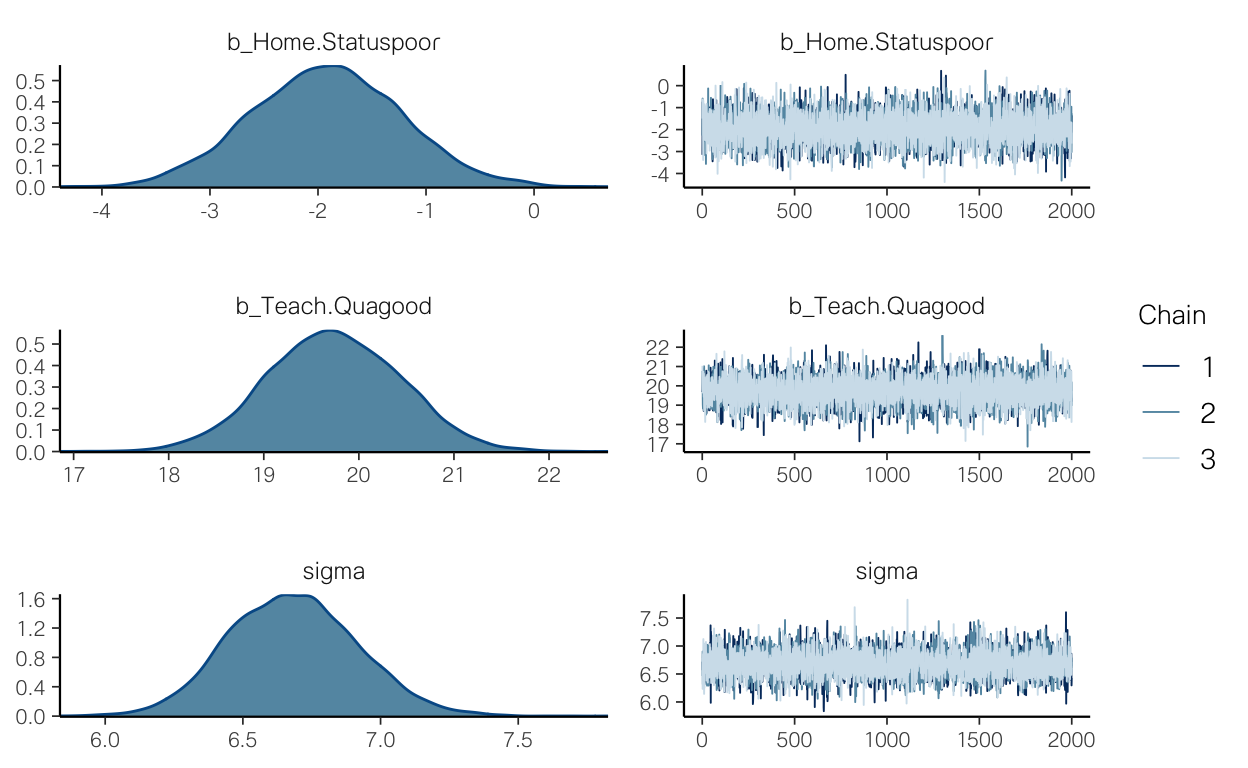 b_Home.Statuspoor
0.5
0.4
0.3
0.2
0.1
0.0
-4 -3 -2 -1 0
b_Home.Statuspoor
0
-1
-2
-3
-4
0 500 1000 1500 2000
b_Teach.Quagood
0.5
0.4
0.3
0.2
0.1
0.0
17 18 19 20 21 22
b_Teach.Quagood
22
21
20
19
18
17
0 500 1000 1500 2000
sigma
1.6
1.2
0.8
0.4
0.0
6.0 6.5 7.0 7.5
sigma
7.5
7.0
6.5
6.0
0 500 1000 1500 2000
Chain
1
2
3